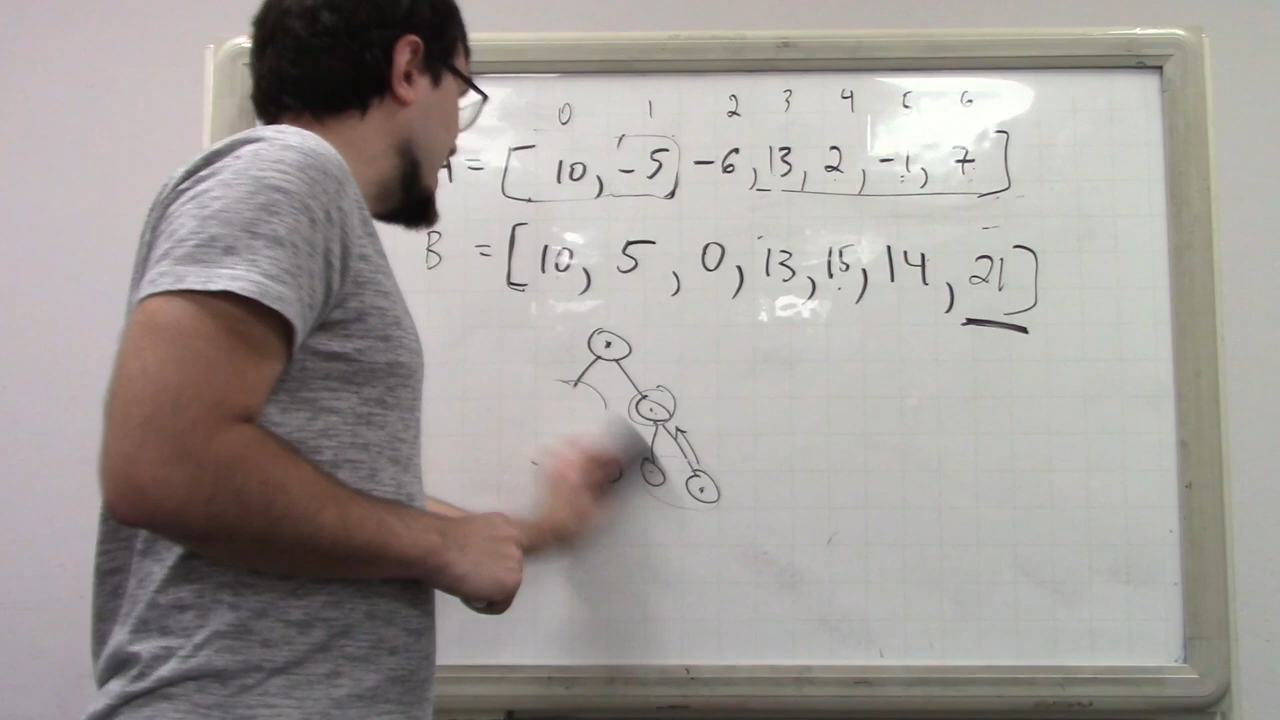 0 1 2 3 4 5 6
A = [ 10, -5 ] -6, 13, 2, -1, 7 ]
B = [ 10, 5, 0, 13, 15, 14, 21 ]